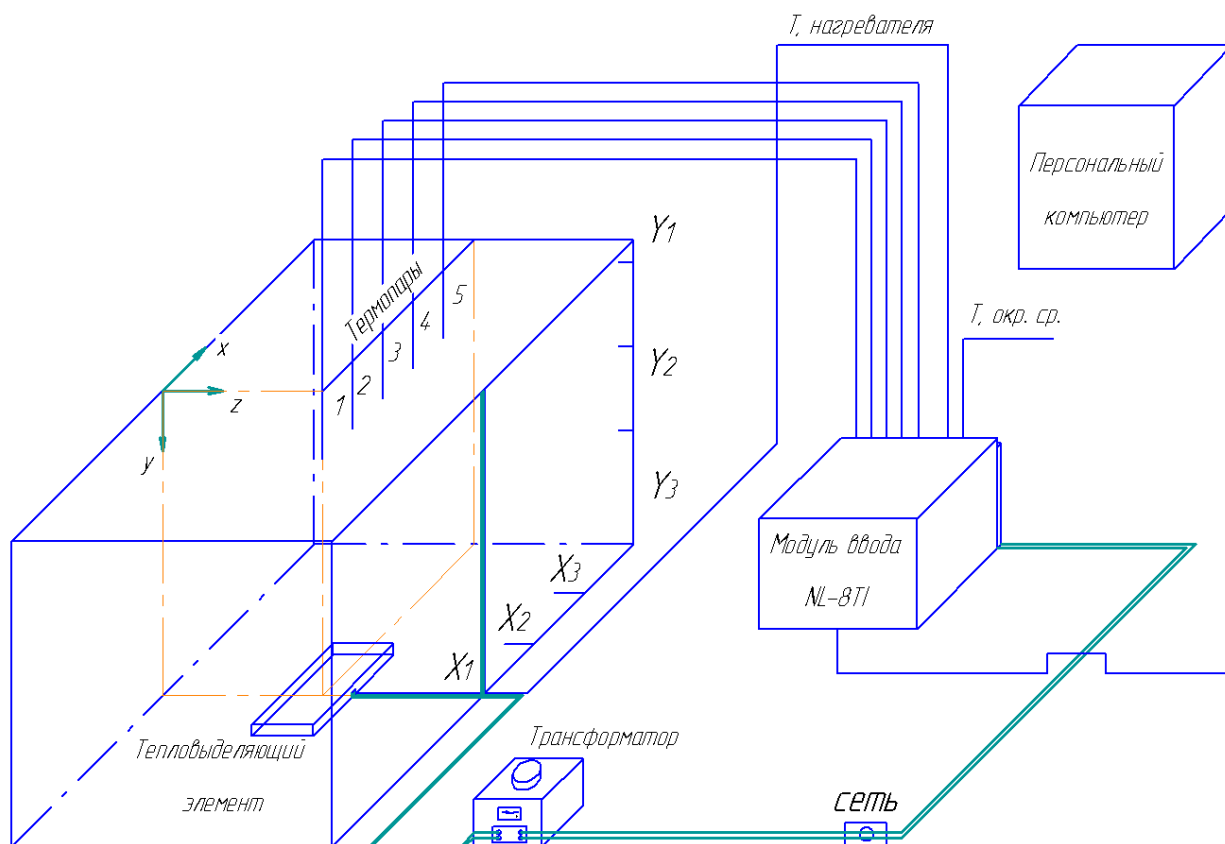 Т, нагревателя
Персональный
компьютер
Y1
Термопары
5
4
3
2
1
x
z
y
Т, окр. ср.
Y2
Y3
Модуль ввода
NL-8TI
X3
X2
X1
Тепловыделяющий
элемент
Трансформатор
сеть